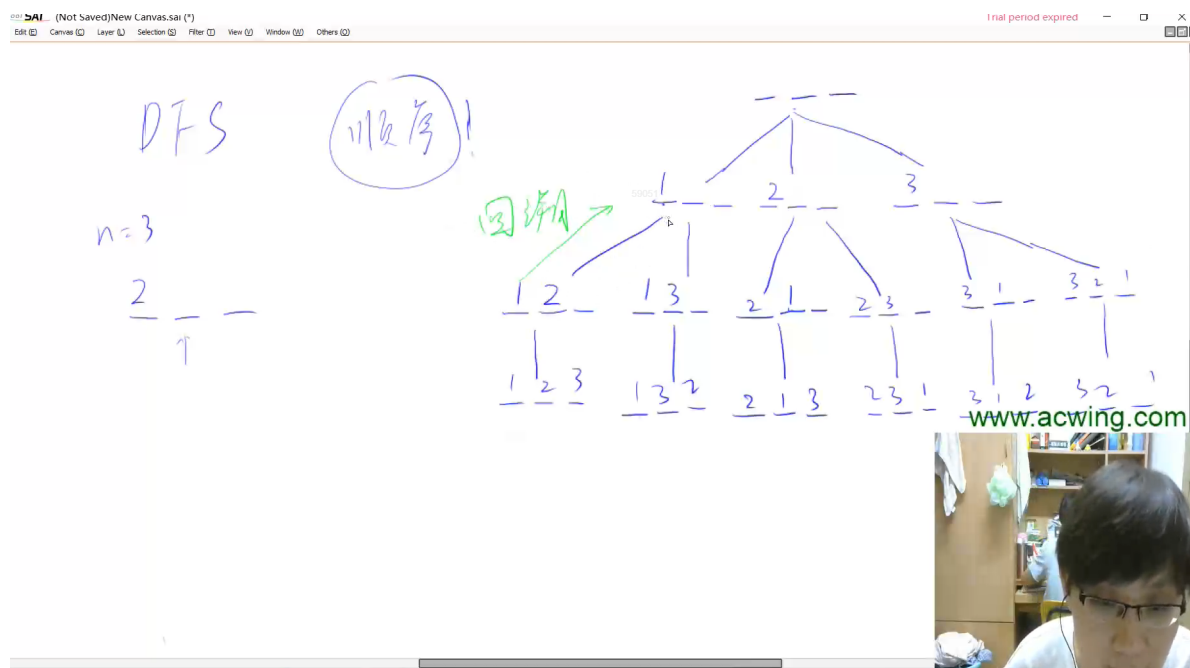 SAI (Not Saved)New Canvas.sai (*) Trial period expired
Edit (E) Canvas (C) Layer (L) Selection (S) Filter (T) View (V) Window (W) Others (O)
DFS 顺序!
n=3
2 _ _
↑
_ _ _
1 _ _ 2 _ _ 3 _ _
回溯
1 2 _ 1 3 _ 2 1 _ 2 3 _ 3 1 _ 3 2 1
1 2 3 1 3 2 2 1 3 2 3 1 3 1 2 3 2 1
www.acwing.com